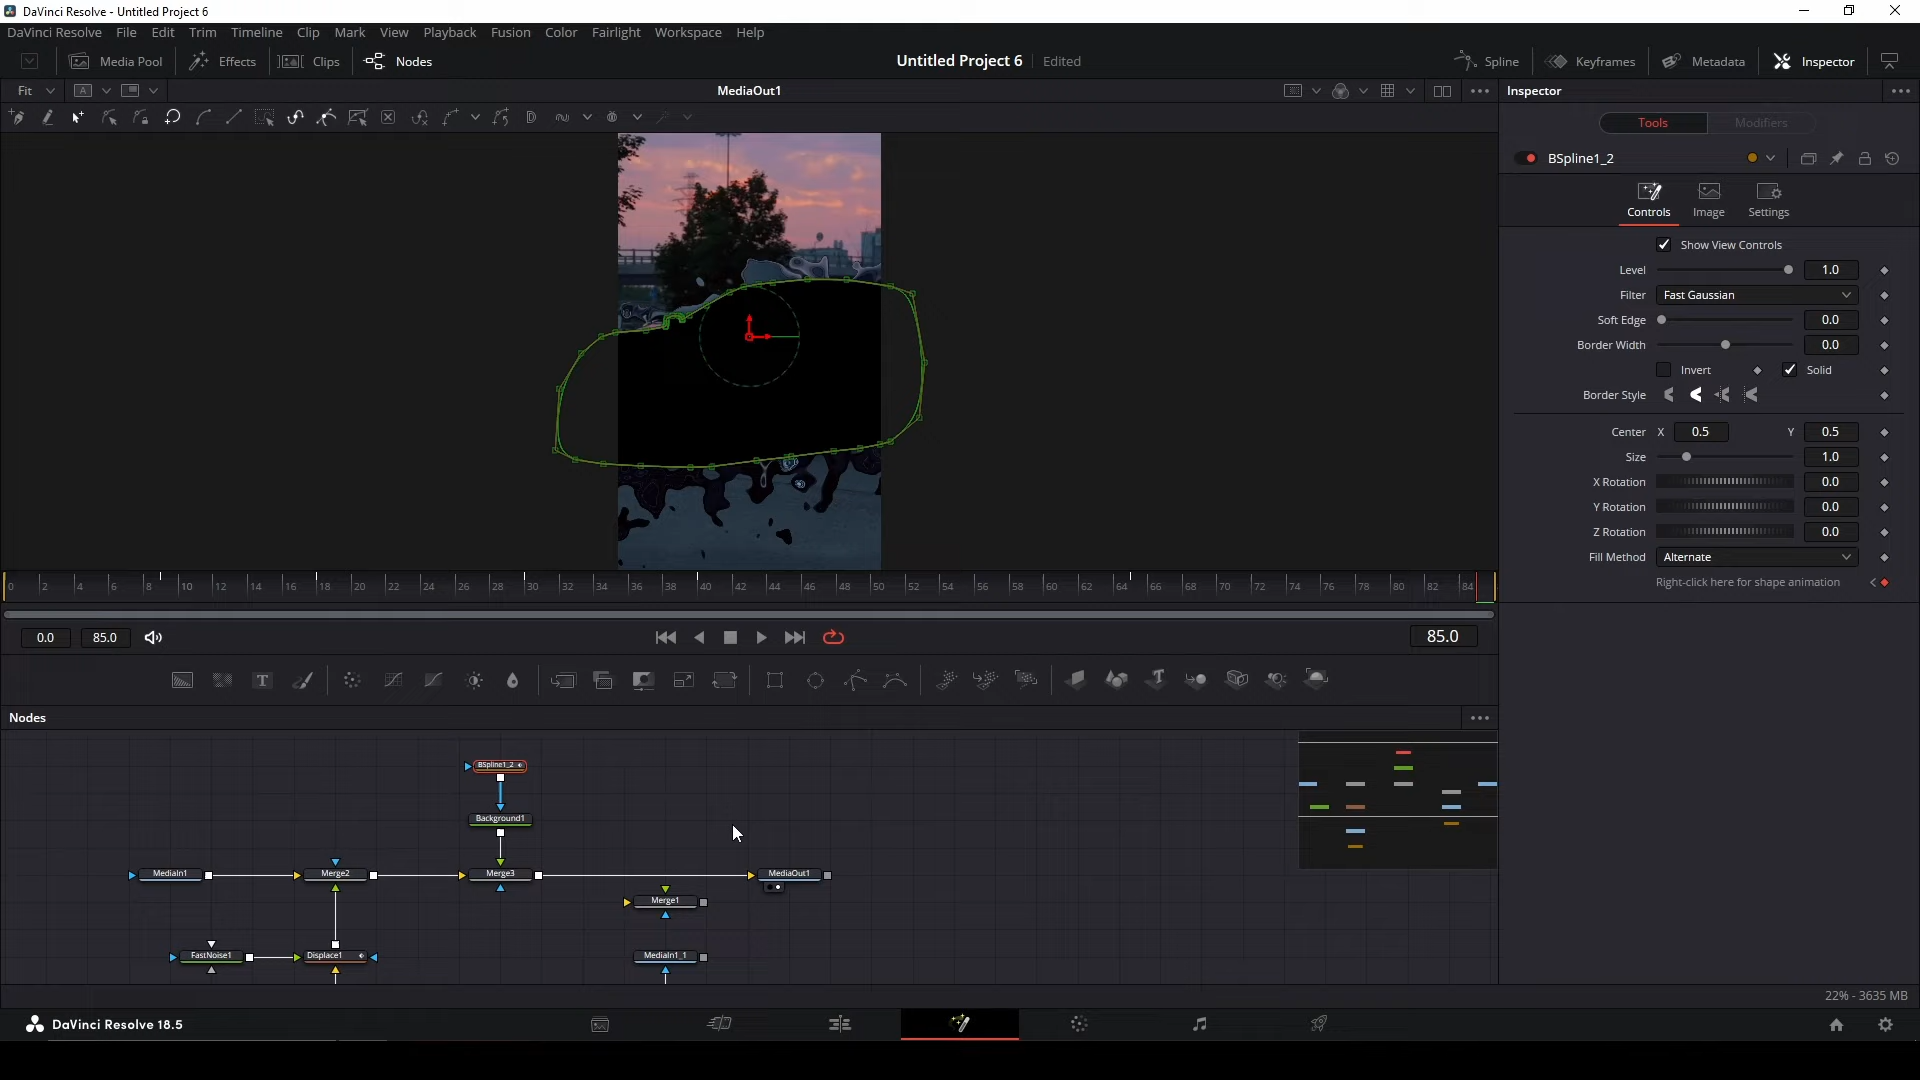 DaVinci Resolve - Untitled Project 6
DaVinci Resolve File Edit Trim Timeline Clip Mark View Playback Fusion Color Fairlight Workspace Help
Media Pool Effects Clips Nodes Untitled Project 6 Edited Spline Keyframes Metadata Inspector
Fit A MediaOut1 Inspector
Tools Modifiers
BSpline1_2
Controls Image Settings
Show View Controls
Level 1.0
Filter Fast Gaussian
Soft Edge 0.0
Border Width 0.0
Invert Solid
Border Style
Center X 0.5 Y 0.5
Size 1.0
X Rotation 0.0
Y Rotation 0.0
Z Rotation 0.0
Fill Method Alternate
Right-click here for shape animation
0 2 4 6 8 10 12 14 16 18 20 22 24 26 28 30 32 34 36 38 40 42 44 46 48 50 52 54 56 58 60 62 64 66 68 70 72 74 76 78 80 82 84
0.0 85.0 85.0
T T
Nodes
BSpline1_2
Background1
MediaIn1 Merge2 Merge3 MediaOut1
Merge1
FastNoise1 Displace1 MediaIn1_1
22% - 3635 MB
DaVinci Resolve 18.5